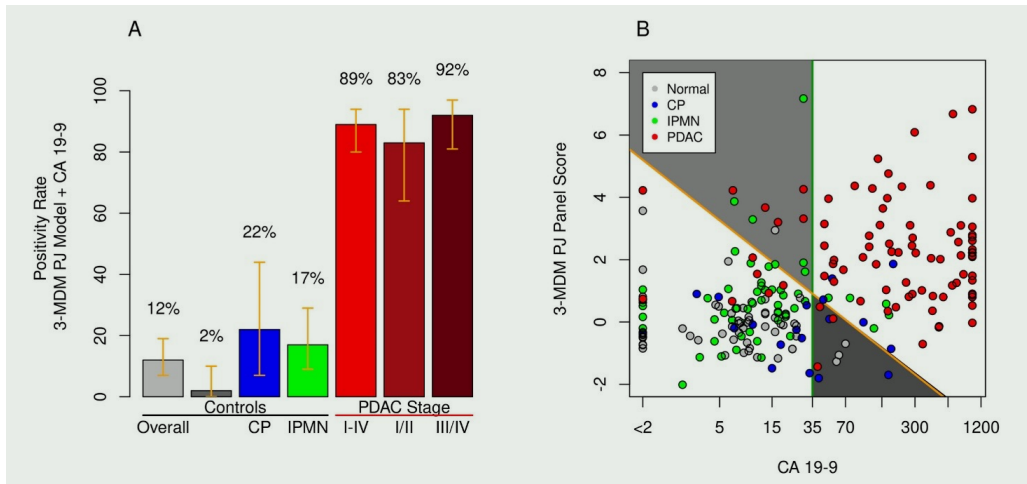 A
Positivity Rate
3-MDM PJ Model + CA 19-9
100
80
60
40
20
0
12%
2%
22%
17%
89%
83%
92%
Controls
PDAC Stage
Overall
CP
IPMN
I-IV
I/II
III/IV
B
3-MDM PJ Panel Score
8
6
4
2
0
-2
Normal
CP
IPMN
PDAC
<2
5
15
35
70
300
1200
CA 19-9